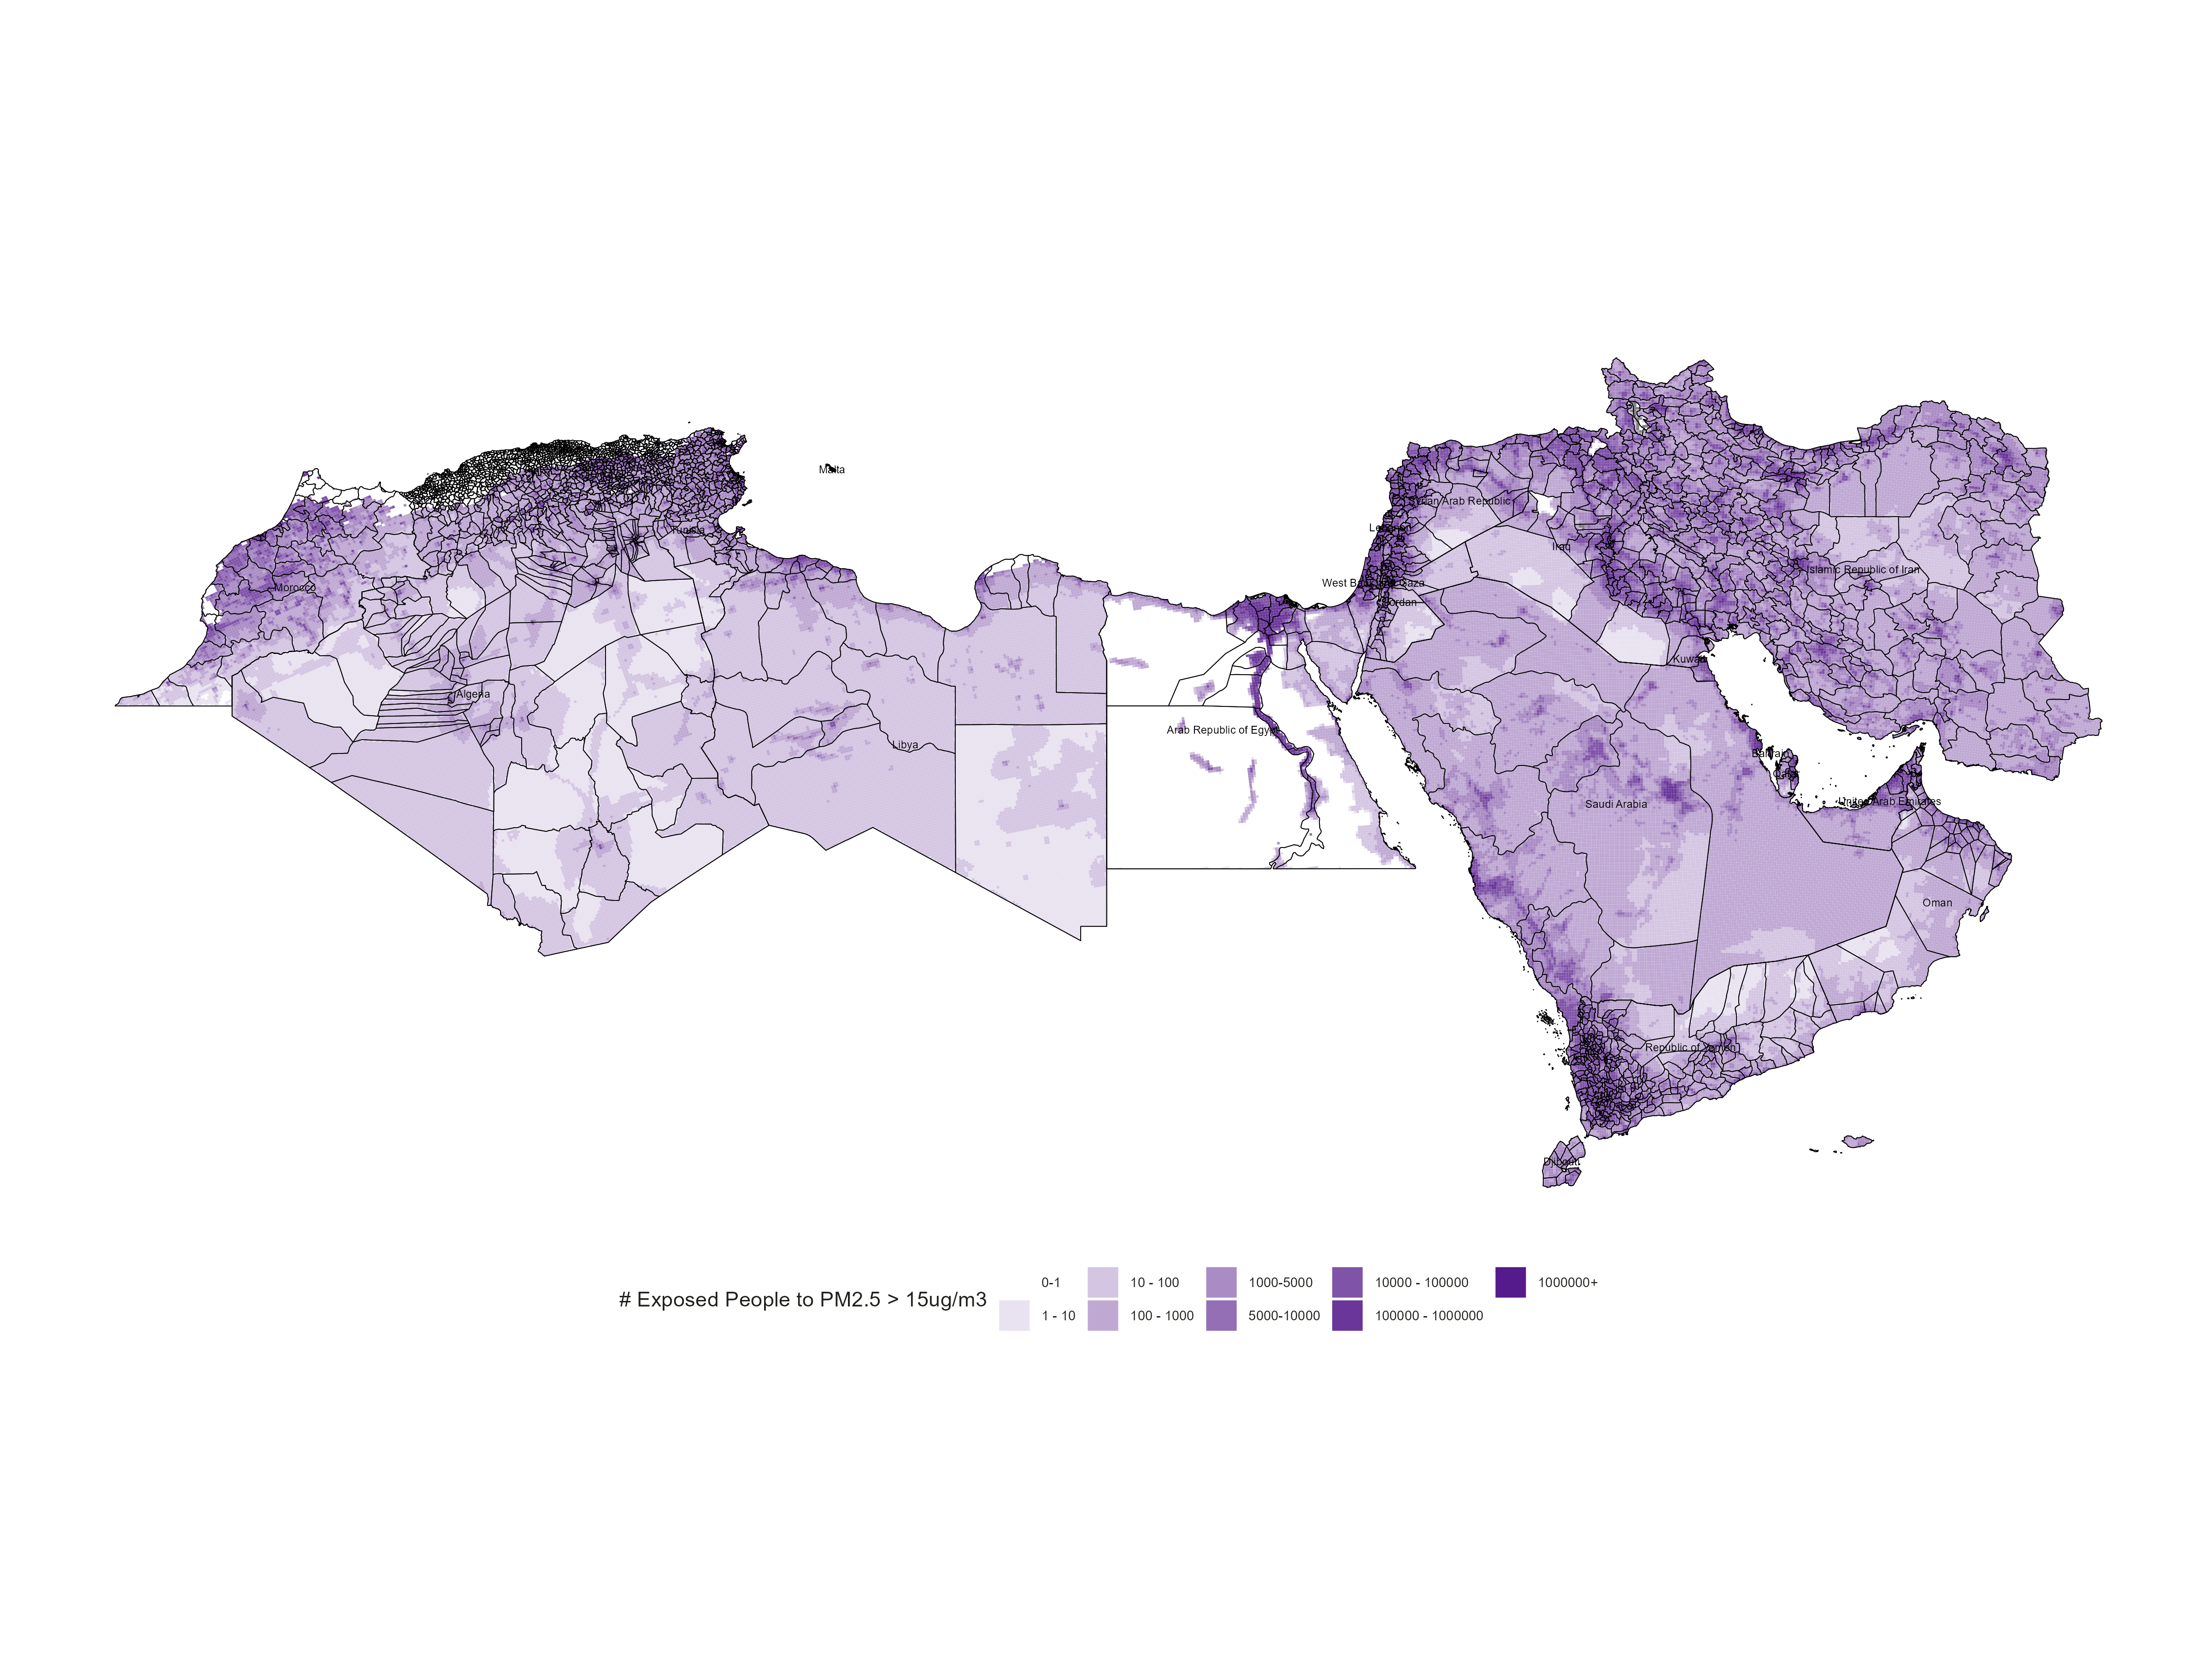 Malta
Syrian Arab Republic
Lebanon
Tunisia
Iraq
Islamic Republic of Iran
West Bank and Gaza
Morocco
Jordan
Kuwait
Algeria
Arab Republic of Egypt
Libya
Bahrain
Qatar
United Arab Emirates
Saudi Arabia
Oman
Republic of Yemen
Djibouti
# Exposed People to PM2.5 > 15ug/m3
0-1
10 - 100
1000-5000
10000 - 100000
1000000+
1 - 10
100 - 1000
5000-10000
100000 - 1000000